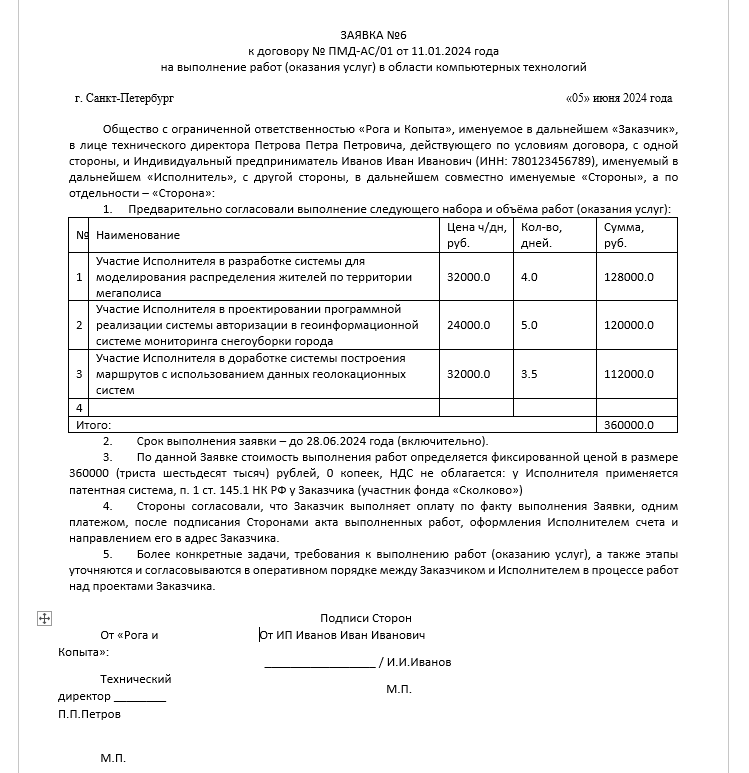 ЗАЯВКА №6
к договору № ПМД-АС/01 от 11.01.2024 года
на выполнение работ (оказания услуг) в области компьютерных технологий
г. Санкт-Петербург «05» июня 2024 года
Общество с ограниченной ответственностью «Рога и Копыта», именуемое в дальнейшем «Заказчик»,
в лице технического директора Петрова Петра Петровича, действующего по условиям договора, с одной
стороны, и Индивидуальный предприниматель Иванов Иван Иванович (ИНН: 780123456789), именуемый в
дальнейшем «Исполнитель», с другой стороны, в дальнейшем совместно именуемые «Стороны», а по
отдельности – «Сторона»:
1. Предварительно согласовали выполнение следующего набора и объёма работ (оказания услуг):
№ Наименование Цена ч/дн, руб. Кол-во, дней. Сумма, руб.
Участие Исполнителя в разработке системы для
1 моделирования распределения жителей по территории 32000.0 4.0 128000.0
мегаполиса
Участие Исполнителя в проектировании программной
2 реализации системы авторизации в геоинформационной 24000.0 5.0 120000.0
системе мониторинга снегоуборки города
Участие Исполнителя в доработке системы построения
3 маршрутов с использованием данных геолокационных 32000.0 3.5 112000.0
систем
4
Итого: 360000.0
2. Срок выполнения заявки – до 28.06.2024 года (включительно).
3. По данной Заявке стоимость выполнения работ определяется фиксированной ценой в размере
360000 (триста шестьдесят тысяч) рублей, 0 копеек, НДС не облагается: у Исполнителя применяется
патентная система, п. 1 ст. 145.1 НК РФ у Заказчика (участник фонда «Сколково»)
4. Стороны согласовали, что Заказчик выполняет оплату по факту выполнения Заявки, одним
платежом, после подписания Сторонами акта выполненных работ, оформления Исполнителем счета и
направлением его в адрес Заказчика.
5. Более конкретные задачи, требования к выполнению работ (оказанию услуг), а также этапы
уточняются и согласовываются в оперативном порядке между Заказчиком и Исполнителем в процессе работ
над проектами Заказчика.
Подписи Сторон
От «Рога и
Копыта»:
Технический
директор ________
П.П.Петров
М.П.
От ИП Иванов Иван Иванович
_________________ / И.И.Иванов
М.П.